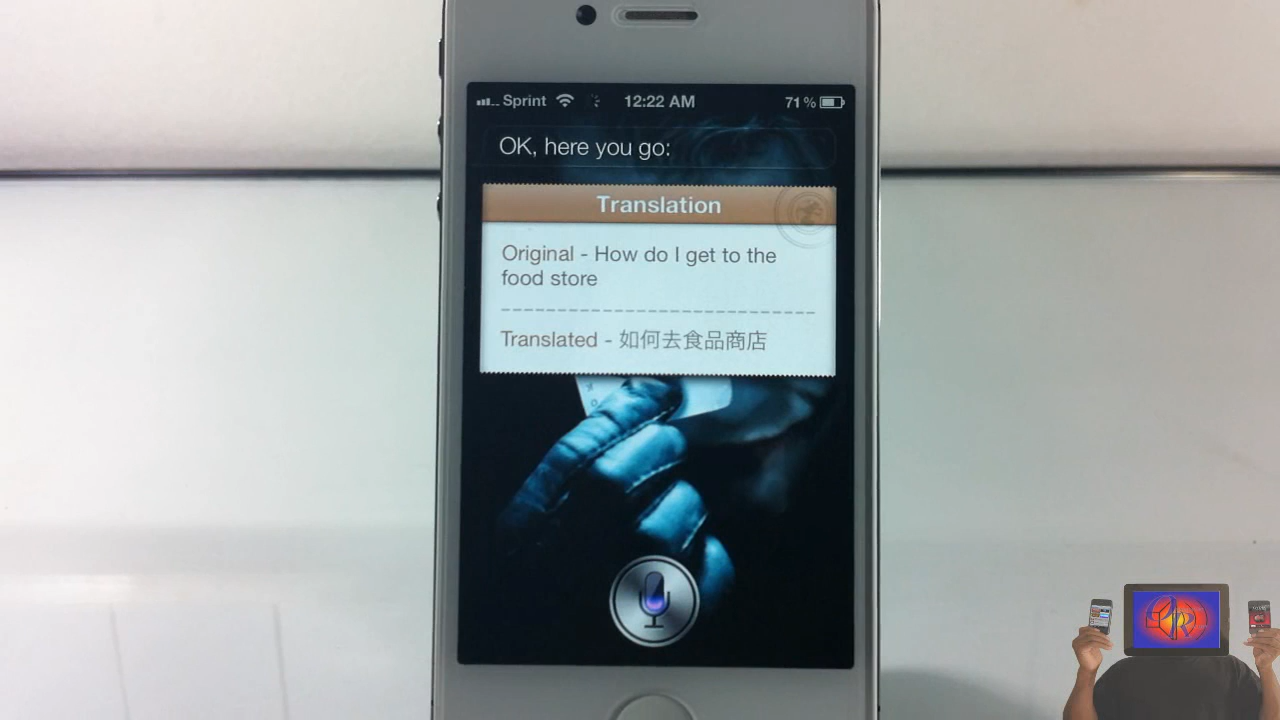 Sprint 12:22 AM 71%
OK, here you go:
Translation
Original - How do I get to the
food store
Translated - 如何去食品商店